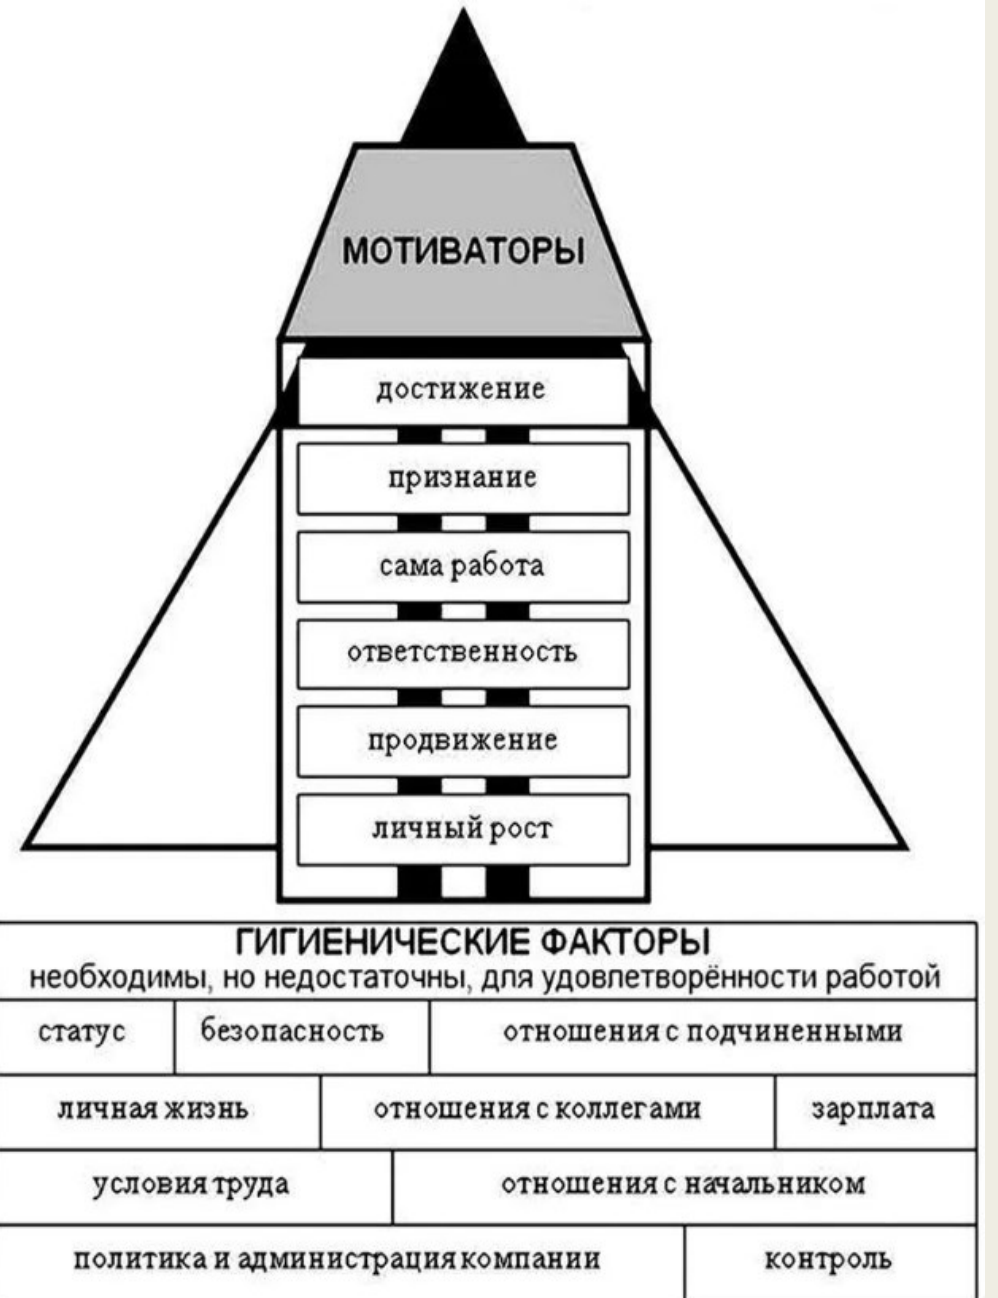 МОТИВАТОРЫ
достижение
признание
сама работа
ответственность
продвижение
личный рост
ГИГИЕНИЧЕСКИЕ ФАКТОРЫ
необходимы, но недостаточны, для удовлетворённости работой
статус безопасность отношения с подчиненными
личная жизнь отношения с коллегами зарплата
условия труда отношения с начальником
политика и администрация компании контроль